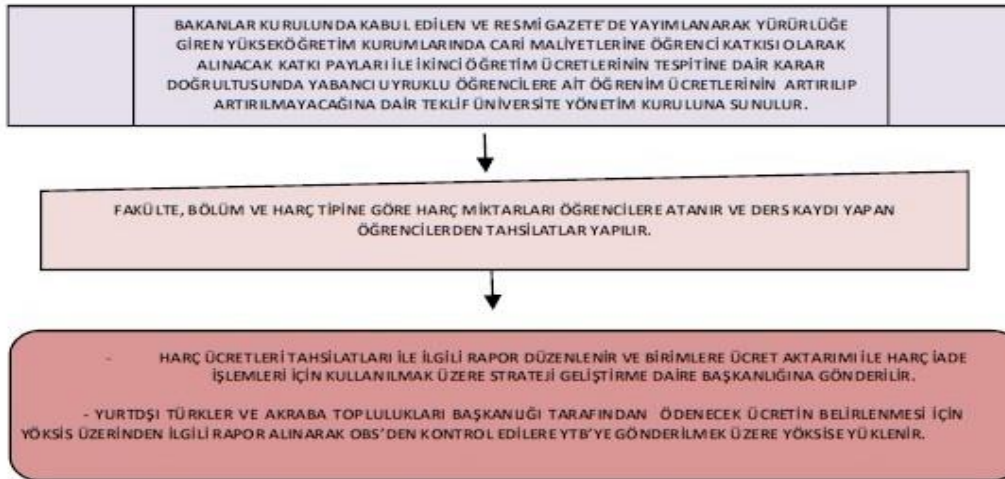 BAKANLAR KURULUNDA KABUL EDİLEN VE RESMİ GAZETE'DE YAYIMLANARAK YÜRÜRLÜĞE
GİREN YÜKSEKÖĞRETİM KURUMLARINDA CARİ MALİYETLERİNE ÖĞRENCİ KATKISI OLARAK
ALINACAK KATKI PAYLARI İLE İKİNCİ ÖĞRETİM ÜCRETLERİNİN TESPİTİNE DAİR KARAR
DOĞRULTUSUNDA YABANCI UYRUKLU ÖĞRENCİLERE AİT ÖĞRENİM ÜCRETLERİNİN ARTIRILIP
ARTIRILMAYACAĞINA DAİR TEKLİF ÜNİVERSİTE YÖNETİM KURULUNA SUNULUR.
FAKÜLTE, BÖLÜM VE HARÇ TİPİNE GÖRE HARÇ MİKTARLARI ÖĞRENCİLERE ATANIR VE DERS KAYDI YAPAN
ÖĞRENCİLERDEN TAHSİLATLAR YAPILIR.
- HARÇ ÜCRETLERİ TAHSİLATLARI İLE İLGİLİ RAPOR DÜZENLENİR VE BİRİMLERE ÜCRET AKTARIMI İLE HARÇ İADE
İŞLEMLERİ İÇİN KULLANILMAK ÜZERE STRATEJİ GELİŞTİRME DAİRE BAŞKANLIĞINA GÖNDERİLİR.
- YURTDŞI TÜRKLER VE AKRABA TOPLULUKLARI BAŞKANLIĞI TARAFINDAN ÖDENECEK ÜCRETİN BELİRLENMESİ İÇİN
YÖKSİS ÜZERİNDEN İLGİLİ RAPOR ALINARAK OBS'DEN KONTROL EDİLERE YTB'YE GÖNDERİLMEK ÜZERE YÖKSİSE YÜKLENİR.